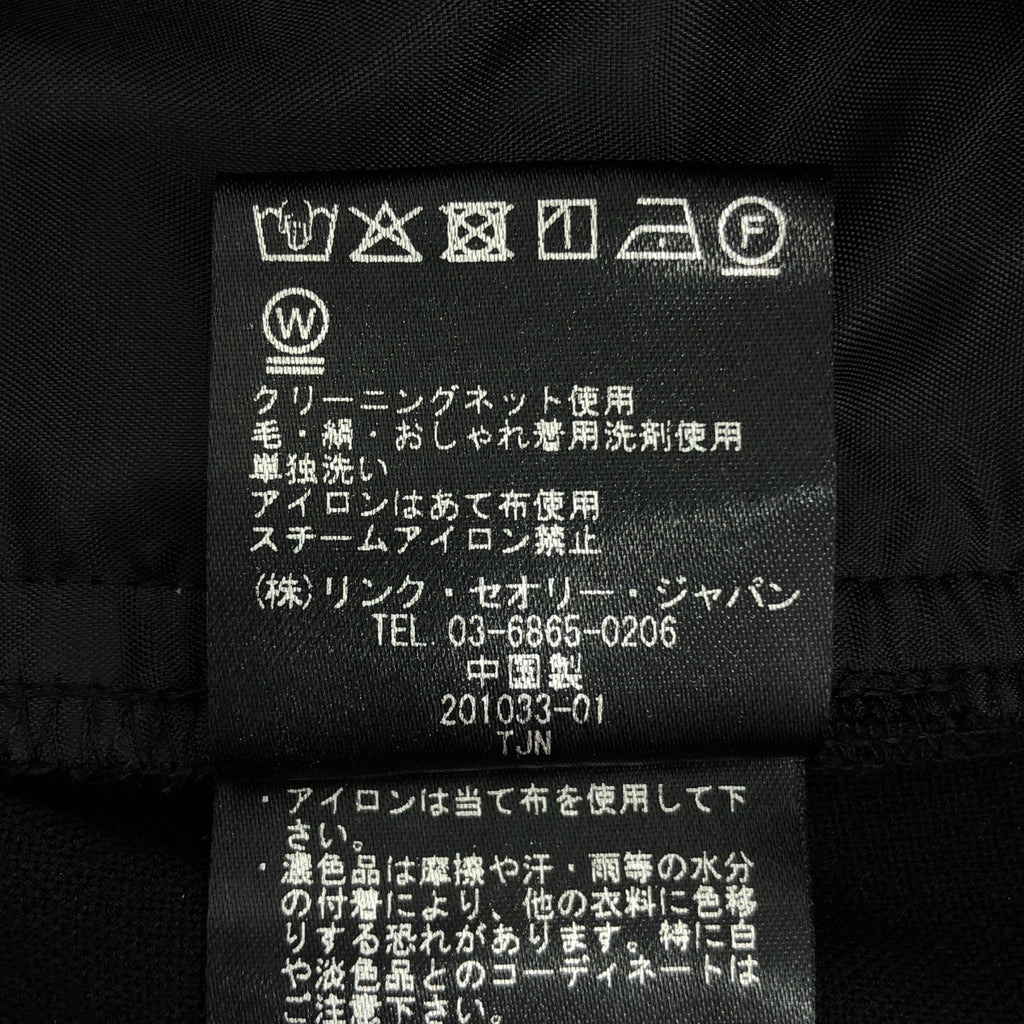 F
W
クリーニングネット使用
毛・絹・おしゃれ着用洗剤使用
単独洗い
アイロンはあて布使用
スチームアイロン禁止
(株)リンク・セオリー・ジャパン
TEL 03-6865-0206
中国製
201033-01
TJN
・アイロンは当て布を使用して下
さい。
・濃色品は摩擦や汗・雨等の水分
の付着により、他の衣料に色移
りする恐れがあります。特に白
や淡色品とのコーディネートは
ご注意下さい。